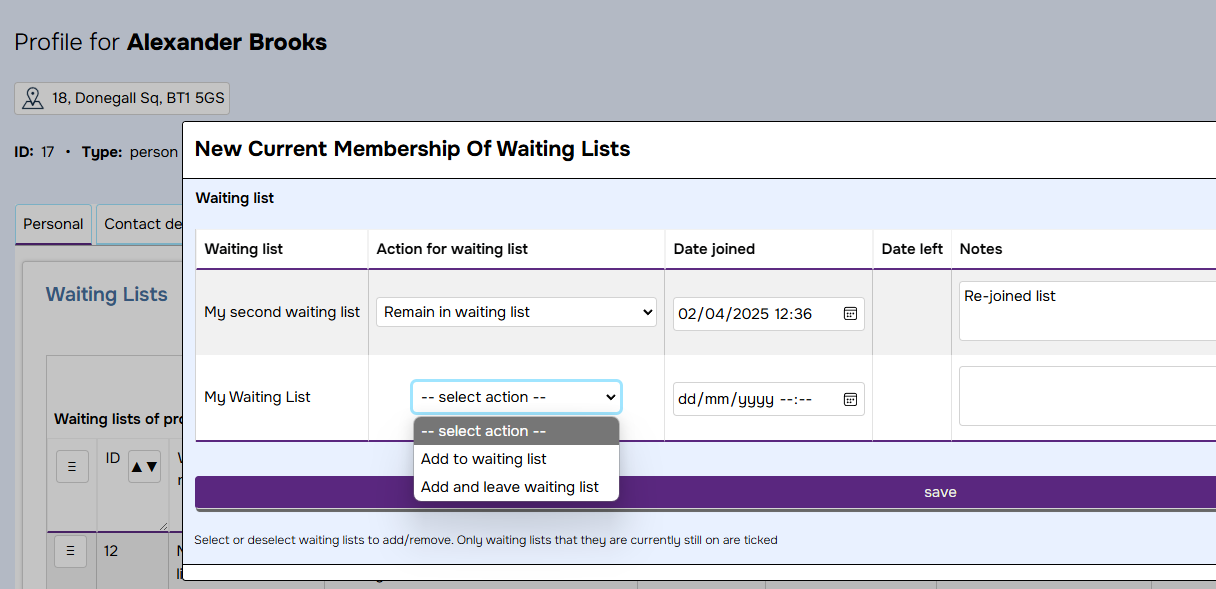 Profile for Alexander Brooks
18, Donegall Sq, BT1 5GS
ID: 17 • Type: person
New Current Membership Of Waiting Lists
Waiting list
Personal
Contact de
Waiting list Action for waiting list Date joined Date left Notes
Waiting Lists
My second waiting list Remain in waiting list 02/04/2025 12:36 Re-joined list
My Waiting List -- select action -- dd/mm/yyyy --:--
-- select action --
Add to waiting list
Add and leave waiting list
Waiting lists of pr
ID ▲▼
save
Select or deselect waiting lists to add/remove. Only waiting lists that they are currently still on are ticked
12